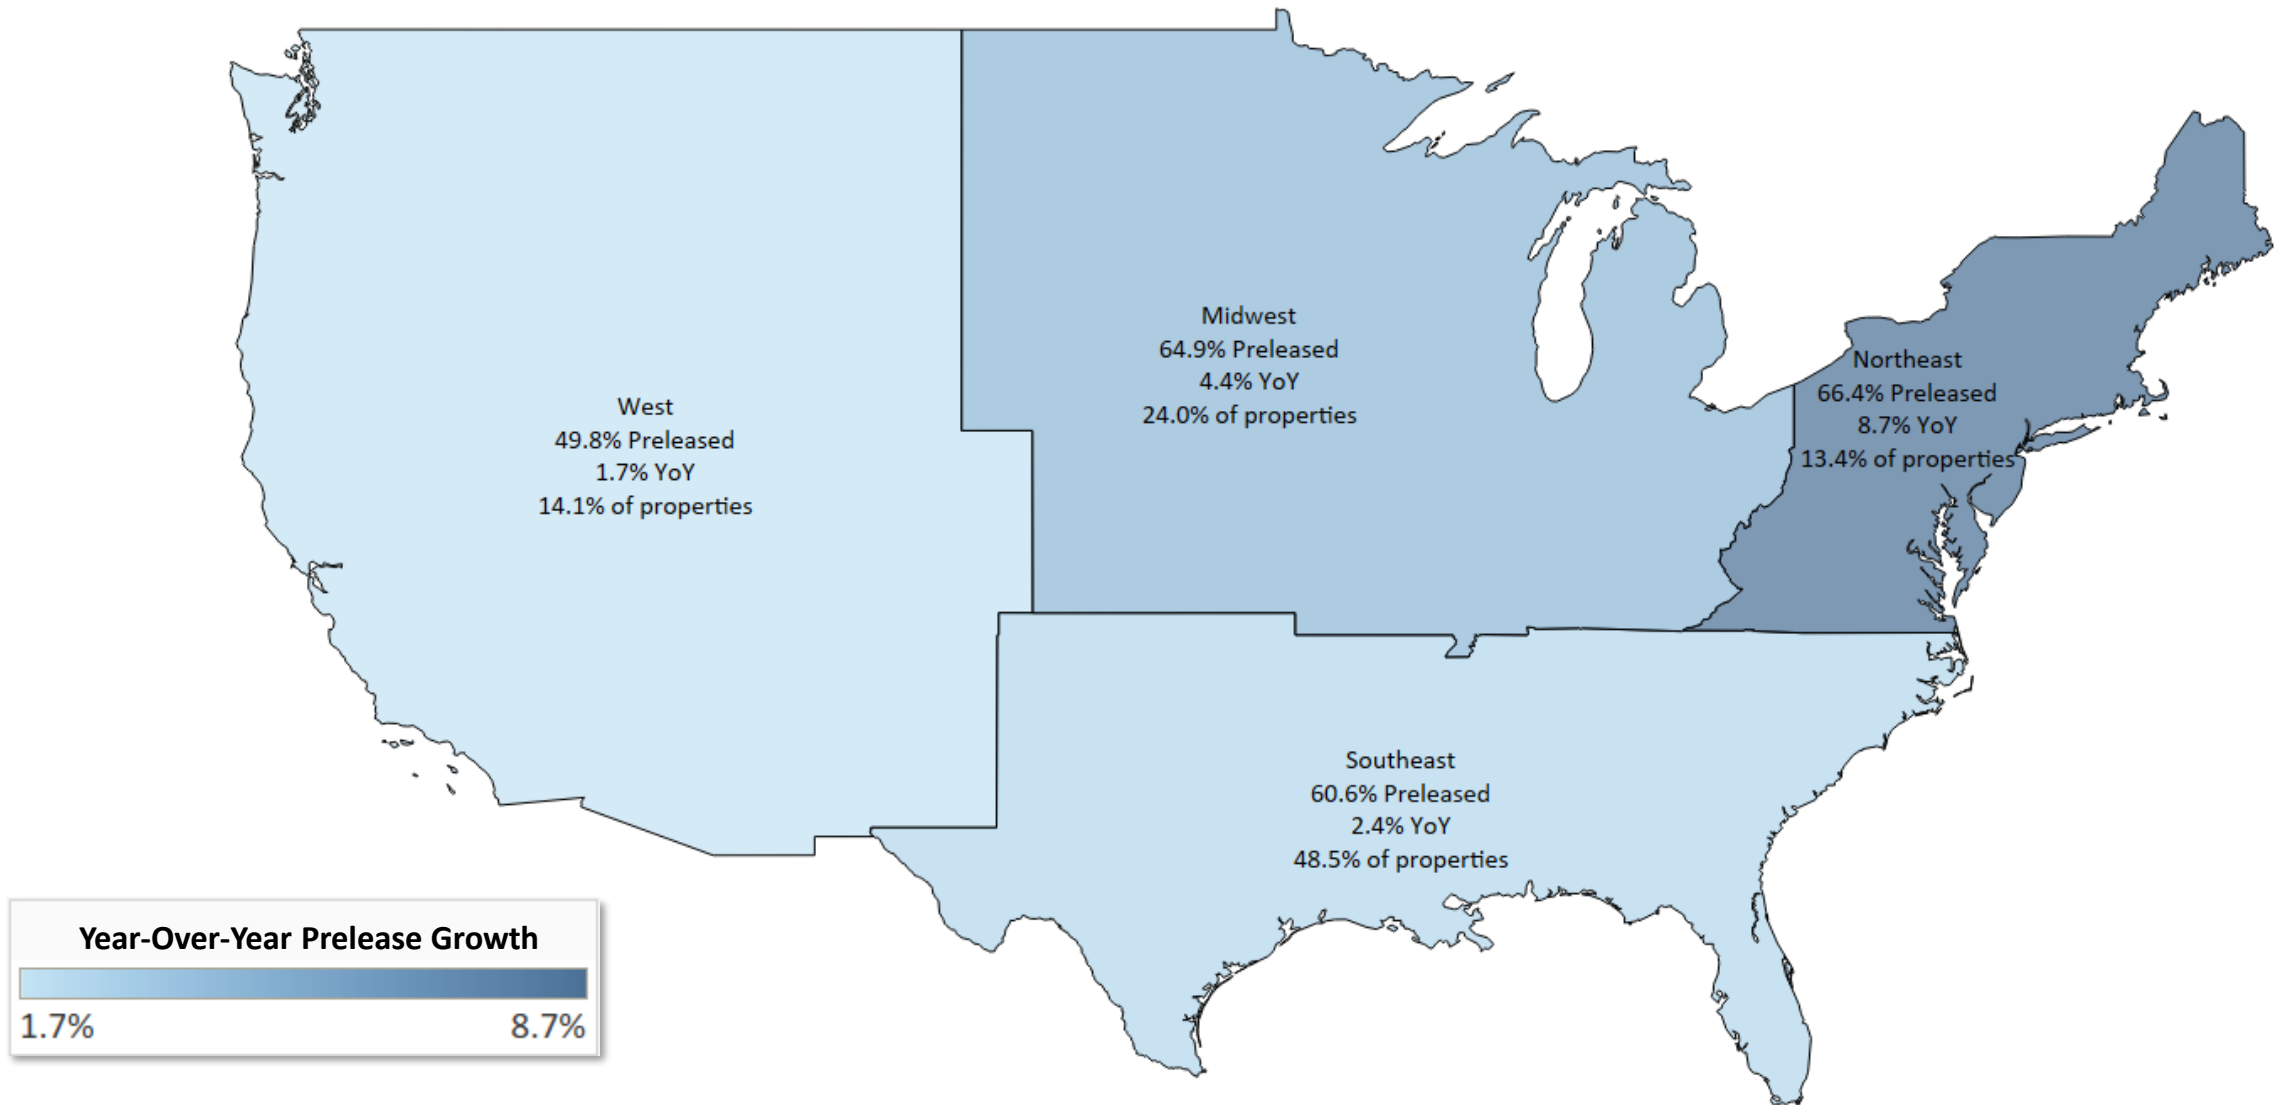 Midwest
64.9% Preleased
4.4% YoY
24.0% of properties
Northeast
66.4% Preleased
8.7% YoY
13.4% of properties
West
49.8% Preleased
1.7% YoY
14.1% of properties
Southeast
60.6% Preleased
2.4% YoY
48.5% of properties
Year-Over-Year Prelease Growth
1.7%
8.7%